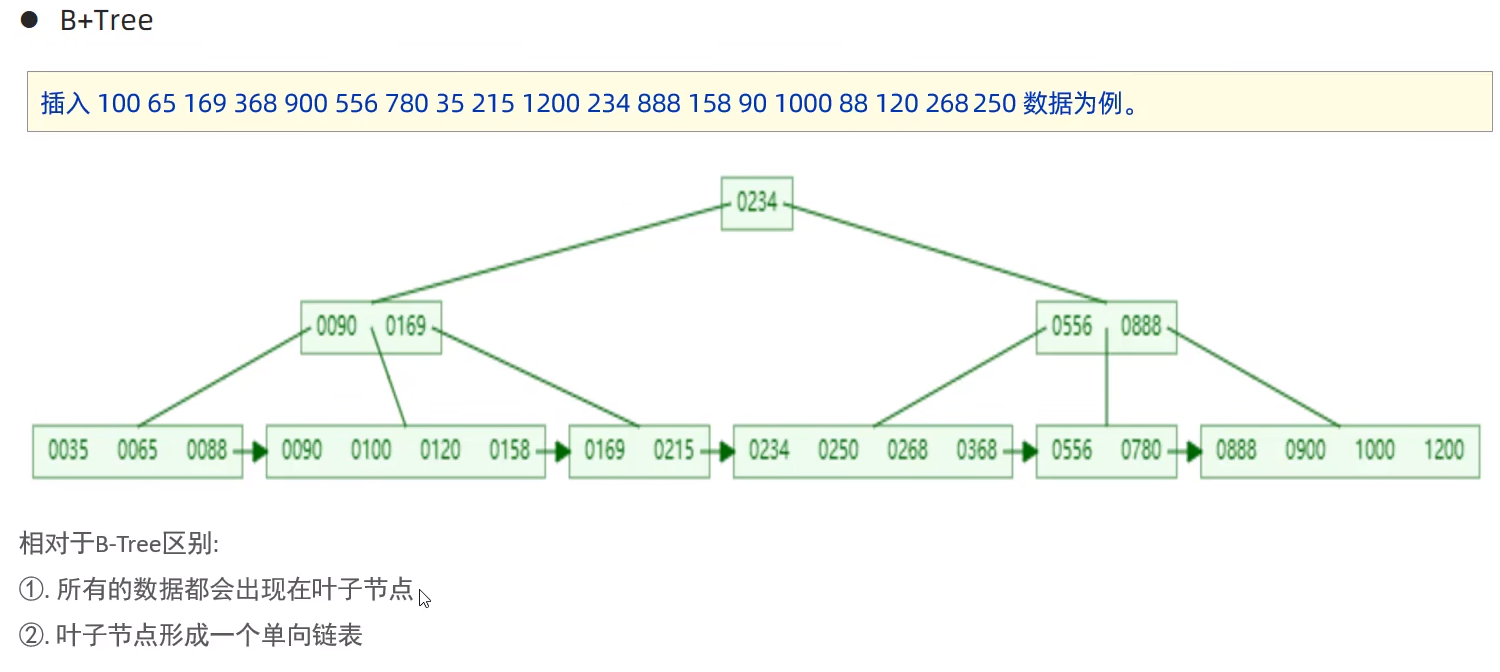 ● B+Tree
插入 100 65 169 368 900 556 780 35 215 1200 234 888 158 90 1000 88 120 268 250 数据为例。
0234
0090 0169 0556 0888
0035 0065 0088 0090 0100 0120 0158 0169 0215 0234 0250 0268 0368 0556 0780 0888 0900 1000 1200
相对于B-Tree区别:
①. 所有的数据都会出现在叶子节点
②. 叶子节点形成一个单向链表